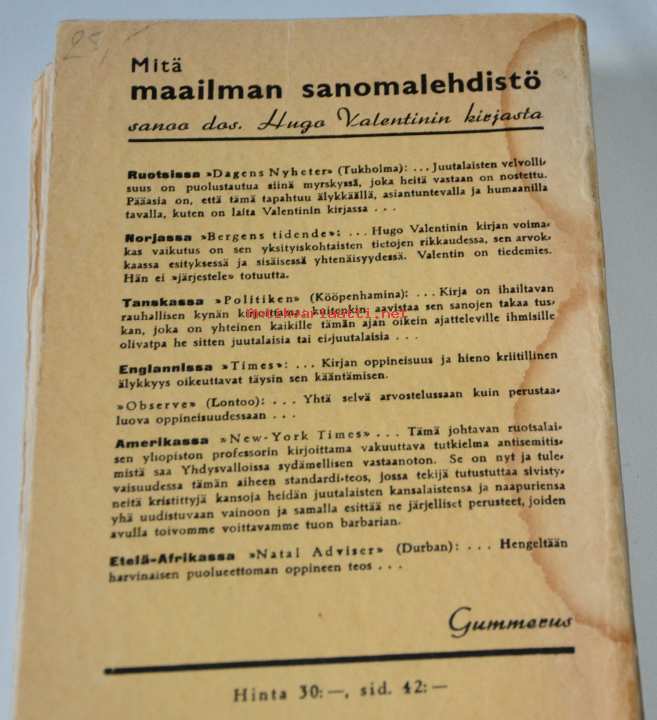 25,-
Mitä
maailman sanomalehdistö
sanoo dos. Hugo Valentinin kirjasta
Ruotsissa »Dagens Nyheter» (Tukholma): ... Juutalaisten velvolli-
suus on puolustautua siinä myrskyssä, joka heitä vastaan on nostettu.
Pääasia on, että tämä tapahtuu älykkäällä, asiantuntevalla ja humaanilla
tavalla, kuten on laita Valentinin kirjassa ...
Norjassa »Bergens tidende»: ... Hugo Valentinin kirjan voima-
kas vaikutus on sen yksityiskohtaisten tietojen rikkaudessa, sen arvok-
kaassa esityksessä ja sisäisessä yhtenäisyydessä. Valentin on tiedemies.
Hän ei »järjestele» totuutta.
Tanskassa »Politiken» (Kööpenhamina): ... Kirja on ihailtavan
rauhallisen kynän kirjoittama, kuitenkin aavistaa sen sanojen takaa tus-
kan, joka on yhteinen kaikille tämän ajan oikein ajatteleville ihmisille
olivatpa he sitten juutalaisia tai ei-juutalaisia ...
Englannissa »Times»: ... Kirjan oppineisuus ja hieno kriitillinen
älykkyys oikeuttavat täysin sen kääntämisen.
»Observe» (Lontoo): ... Yhtä selvä arvostelussaan kuin perustaa-
luova oppineisuudessaan ...
Amerikassa »New-York Times» ... Tämä johtavan ruotsalai-
sen yliopiston professorin kirjoittama vakuuttava tutkielma antisemitis-
mistä saa Yhdysvalloissa sydämellisen vastaanoton. Se on nyt ja tule-
vaisuudessa tämän aiheen standardi-teos, jossa tekijä tutustuttaa sivisty-
neitä kristittyjä kansoja heidän juutalaisten kansalaistensa ja naapuriensa
yhä uudistuvaan vainoon ja samalla esittää ne järjelliset perusteet, joiden
avulla toivomme voittavamme tuon barbarian.
Etelä-Afrikassa »Natal Adviser» (Durban): ... Hengeltään
harvinaisen puolueettoman oppineen teos ...
Gummerus
Hinta 30:—, sid. 42:—